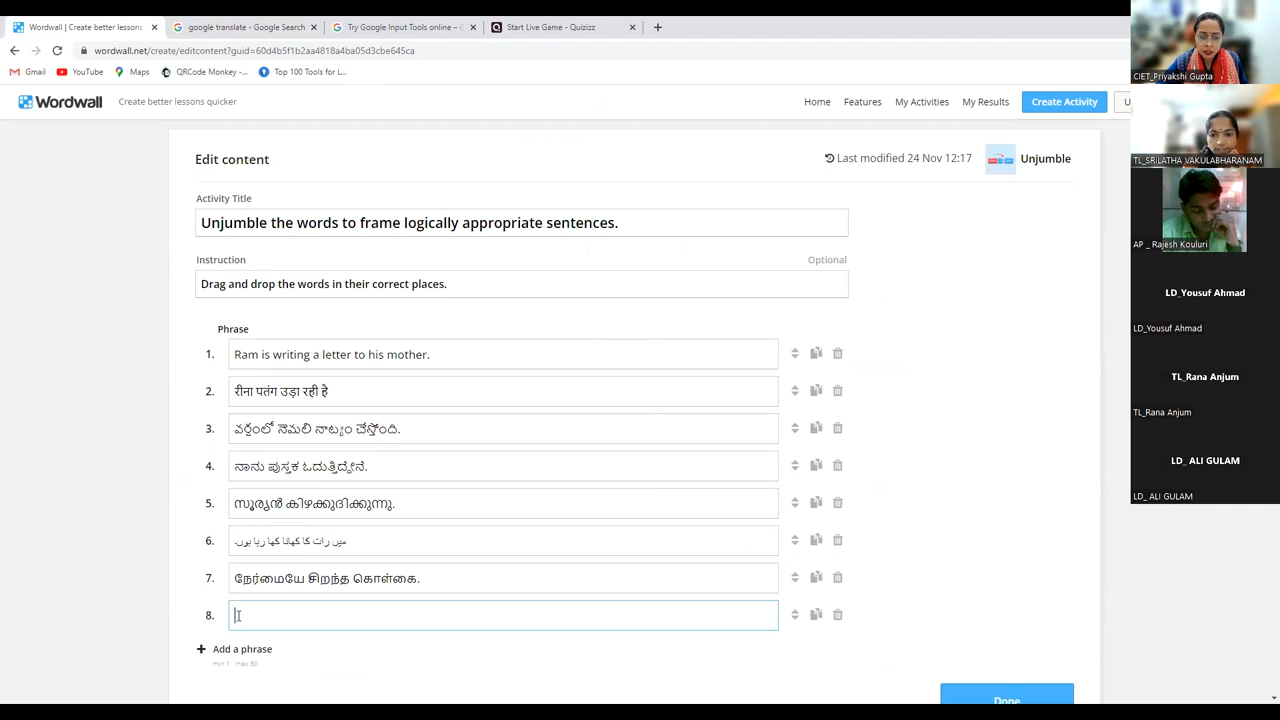 Wordwall | Create better lessons
google translate - Google Search
Try Google Input Tools online – G
Start Live Game - Quizizz
wordwall.net/create/editcontent?guid=60d4b5f1b2aa4818a4ba05d3cbe645ca
Gmail
YouTube
Maps
QRCode Monkey -...
Top 100 Tools for L...
Wordwall
Create better lessons quicker
Home
Features
My Activities
My Results
Create Activity
U
Edit content
Last modified 24 Nov 12:17
Unjumble
Activity Title
Unjumble the words to frame logically appropriate sentences.
Instruction
Optional
Drag and drop the words in their correct places.
Phrase
1. Ram is writing a letter to his mother.
2. रीना पतंग उड़ा रही है
3. వర్షంలో నెమలి నాట్యం చేస్తోంది.
4. ನಾನು ಪುಸ್ತಕ ಓದುತ್ತಿದ್ದೇನೆ.
5. സൂര്യൻ കിഴക്കുദിക്കുന്നു.
6. میں رات کا کھانا کھا رہا ہوں.
7. நேர்மையே சிறந்த கொள்கை.
8.
Add a phrase
min 1 max 50
Done
CIET_Priyakshi Gupta
TL_SRILATHA VAKULABHARANAM
AP _ Rajesh Kouluri
LD_Yousuf Ahmad
LD_Yousuf Ahmad
TL_Rana Anjum
TL_Rana Anjum
LD_ ALI GULAM
LD_ ALI GULAM